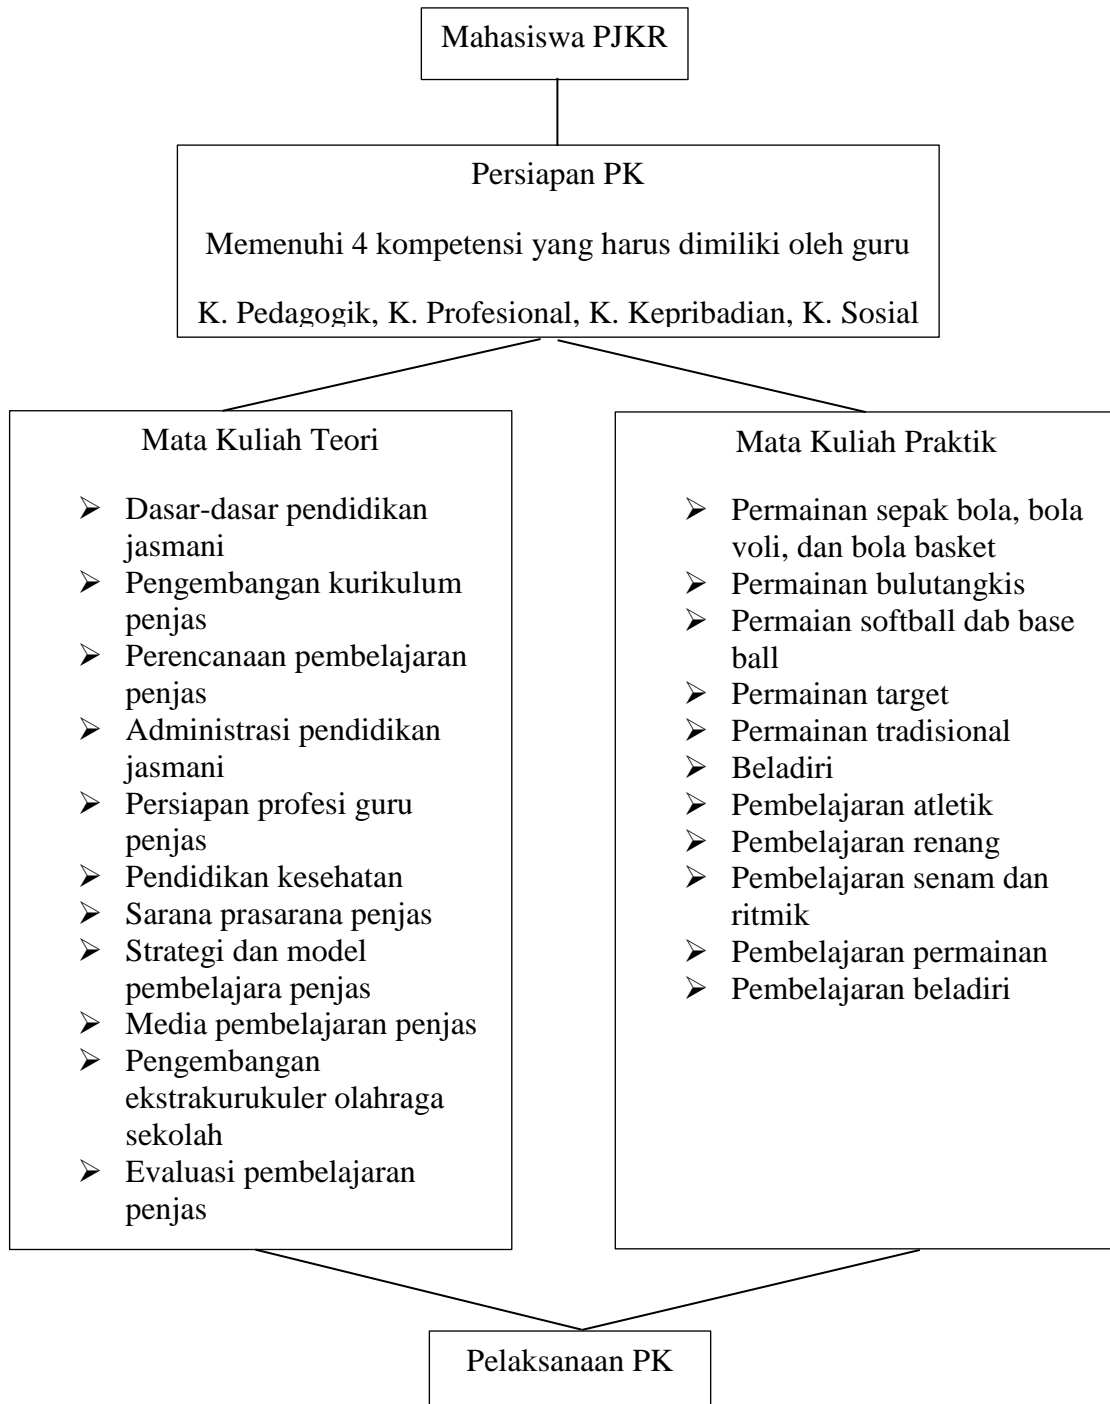 Mahasiswa PJKR
Persiapan PK
Memenuhi 4 kompetensi yang harus dimiliki oleh guru
K. Pedagogik, K. Profesional, K. Kepribadian, K. Sosial
Mata Kuliah Teori
➢ Dasar-dasar pendidikan
jasmani
➢ Pengembangan kurikulum
penjas
➢ Perencanaan pembelajaran
penjas
➢ Administrasi pendidikan
jasmani
➢ Persiapan profesi guru
penjas
➢ Pendidikan kesehatan
➢ Sarana prasarana penjas
➢ Strategi dan model
pembelajara penjas
➢ Media pembelajaran penjas
➢ Pengembangan
ekstrakurukuler olahraga
sekolah
➢ Evaluasi pembelajaran
penjas
Mata Kuliah Praktik
➢ Permainan sepak bola, bola
voli, dan bola basket
➢ Permainan bulutangkis
➢ Permaian softball dab base
ball
➢ Permainan target
➢ Permainan tradisional
➢ Beladiri
➢ Pembelajaran atletik
➢ Pembelajaran renang
➢ Pembelajaran senam dan
ritmik
➢ Pembelajaran permainan
➢ Pembelajaran beladiri
Pelaksanaan PK